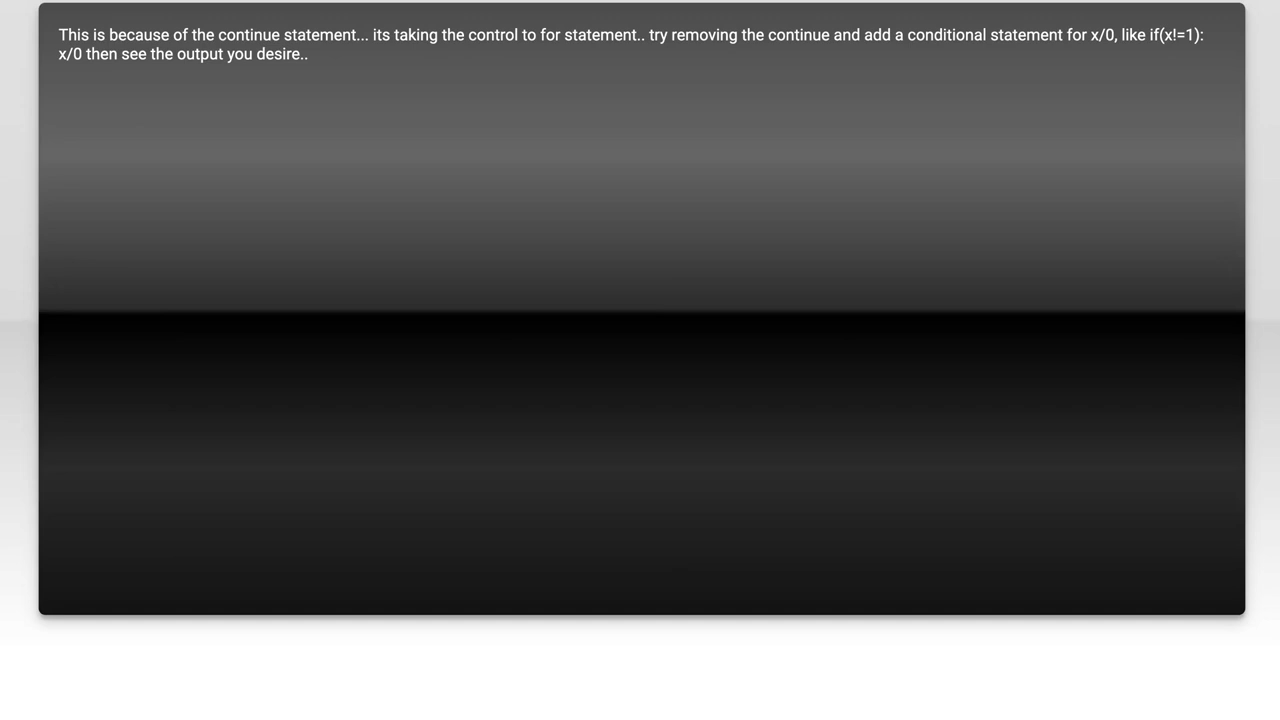 This is because of the continue statement... its taking the control to for statement.. try removing the continue and add a conditional statement for x/0, like if(x!=1):
x/0 then see the output you desire..